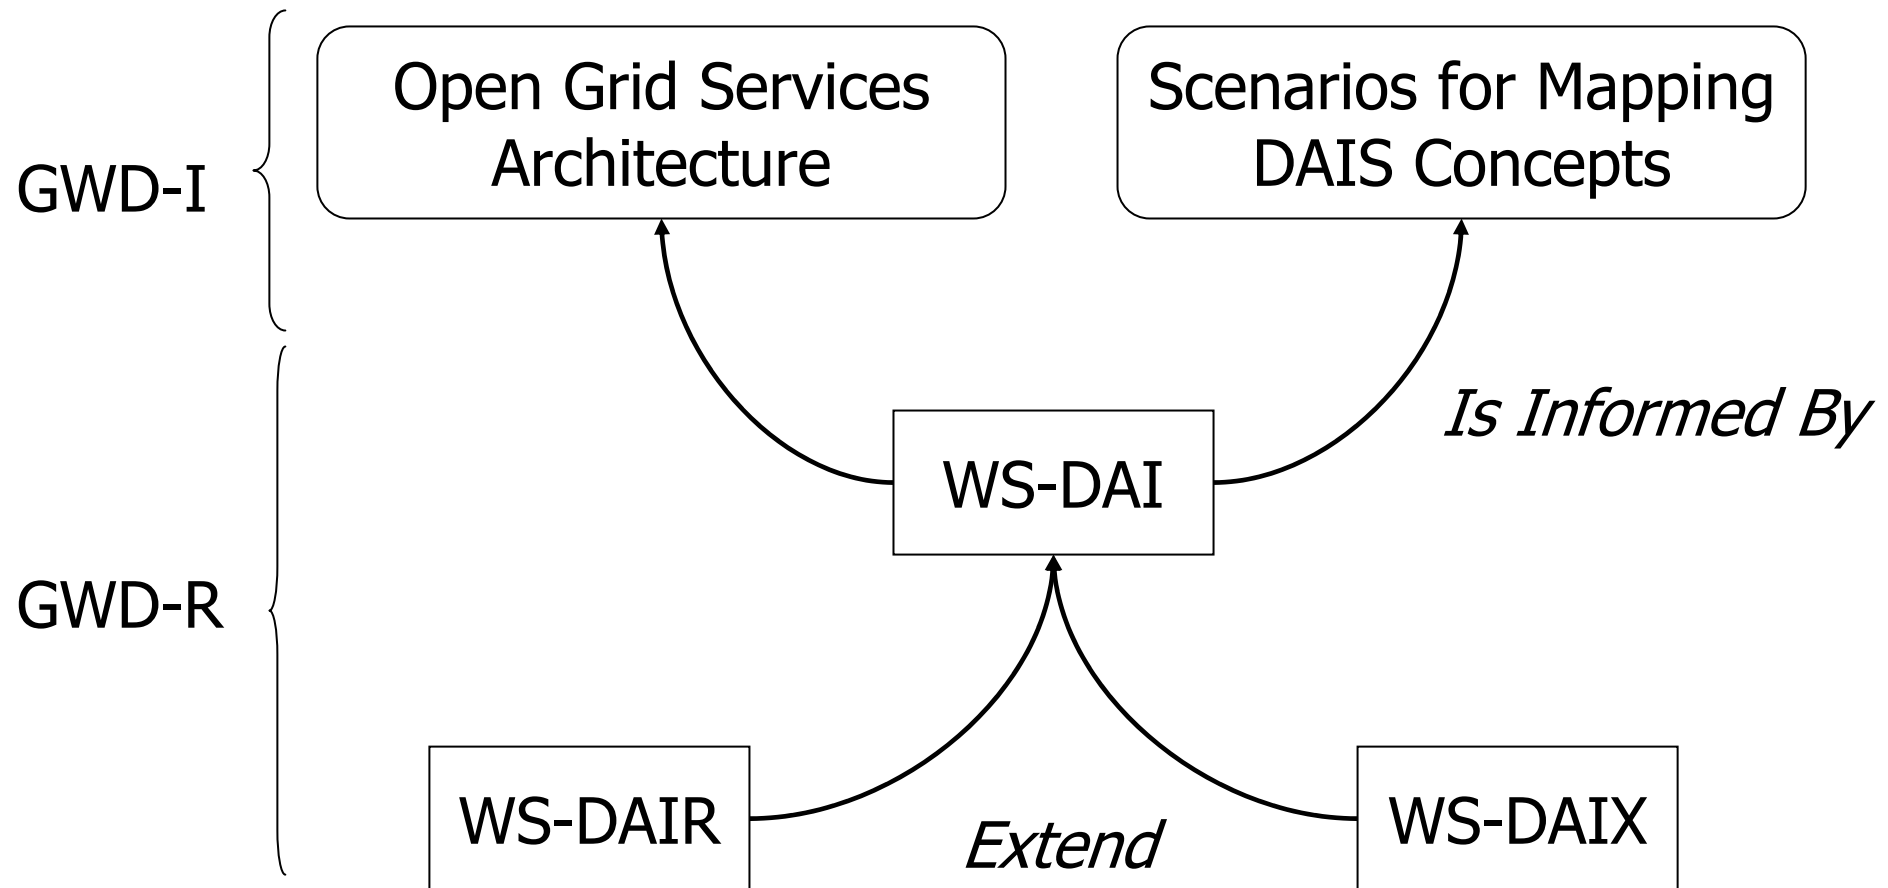 Open Grid Services
Architecture
Scenarios for Mapping
DAIS Concepts
GWD-I
Is Informed By
WS-DAI
GWD-R
WS-DAIR
Extend
WS-DAIX